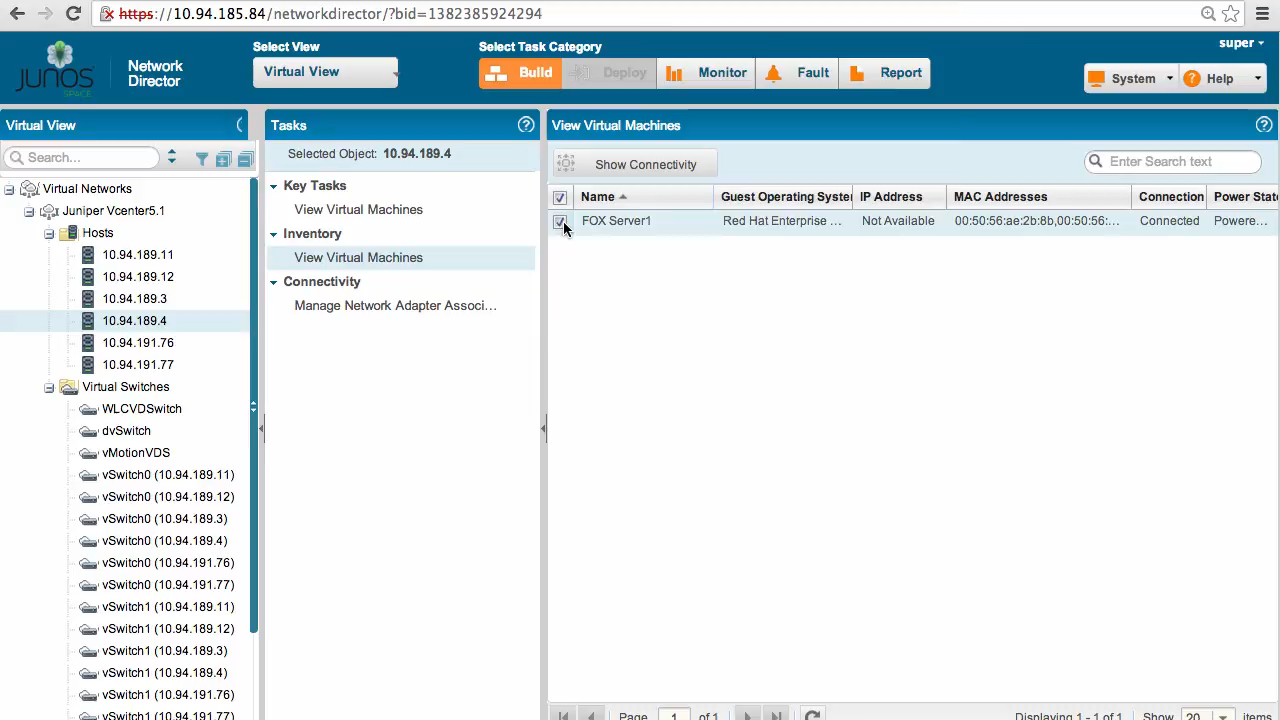 https://10.94.185.84/networkdirector/?bid=1382385924294
JUNOS
SPACE
Network
Director
Select View
Virtual View
Select Task Category
Build
Deploy
Monitor
Fault
Report
super
System
Help
Virtual View
Search...
Virtual Networks
Juniper Vcenter5.1
Hosts
10.94.189.11
10.94.189.12
10.94.189.3
10.94.189.4
10.94.191.76
10.94.191.77
Virtual Switches
WLCVDSwitch
dvSwitch
vMotionVDS
vSwitch0 (10.94.189.11)
vSwitch0 (10.94.189.12)
vSwitch0 (10.94.189.3)
vSwitch0 (10.94.189.4)
vSwitch0 (10.94.191.76)
vSwitch0 (10.94.191.77)
vSwitch1 (10.94.189.11)
vSwitch1 (10.94.189.12)
vSwitch1 (10.94.189.3)
vSwitch1 (10.94.189.4)
vSwitch1 (10.94.191.76)
vSwitch1 (10.94.191.77)
Tasks
Selected Object: 10.94.189.4
Key Tasks
View Virtual Machines
Inventory
View Virtual Machines
Connectivity
Manage Network Adapter Associ...
View Virtual Machines
Show Connectivity
Enter Search text
Name Guest Operating System IP Address MAC Addresses Connection Power State
FOX Server1 Red Hat Enterprise ... Not Available 00:50:56:ae:2b:8b,00:50:56:... Connected Powere...
Page 1 of 1 Displaying 1 - 1 of 1 Show 20 items